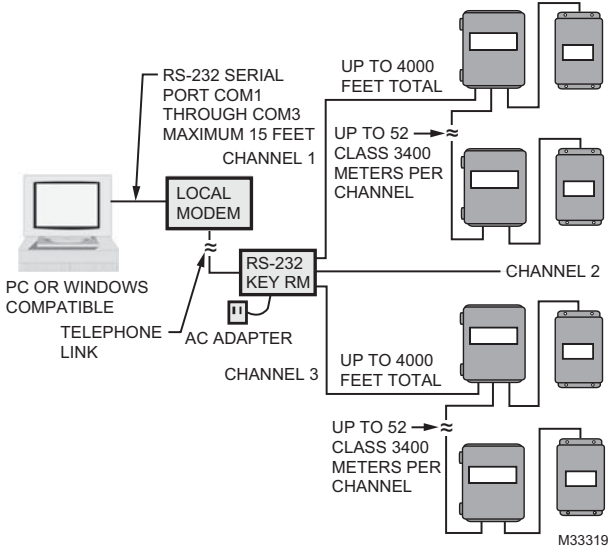 RS-232 SERIAL
PORT COM1
THROUGH COM3
MAXIMUM 15 FEET
CHANNEL 1
UP TO 4000
FEET TOTAL
UP TO 52
CLASS 3400
METERS PER
CHANNEL
LOCAL
MODEM
RS-232
KEY RM
CHANNEL 2
PC OR WINDOWS
COMPATIBLE
TELEPHONE
LINK
AC ADAPTER
CHANNEL 3
UP TO 4000
FEET TOTAL
UP TO 52
CLASS 3400
METERS PER
CHANNEL
M33319